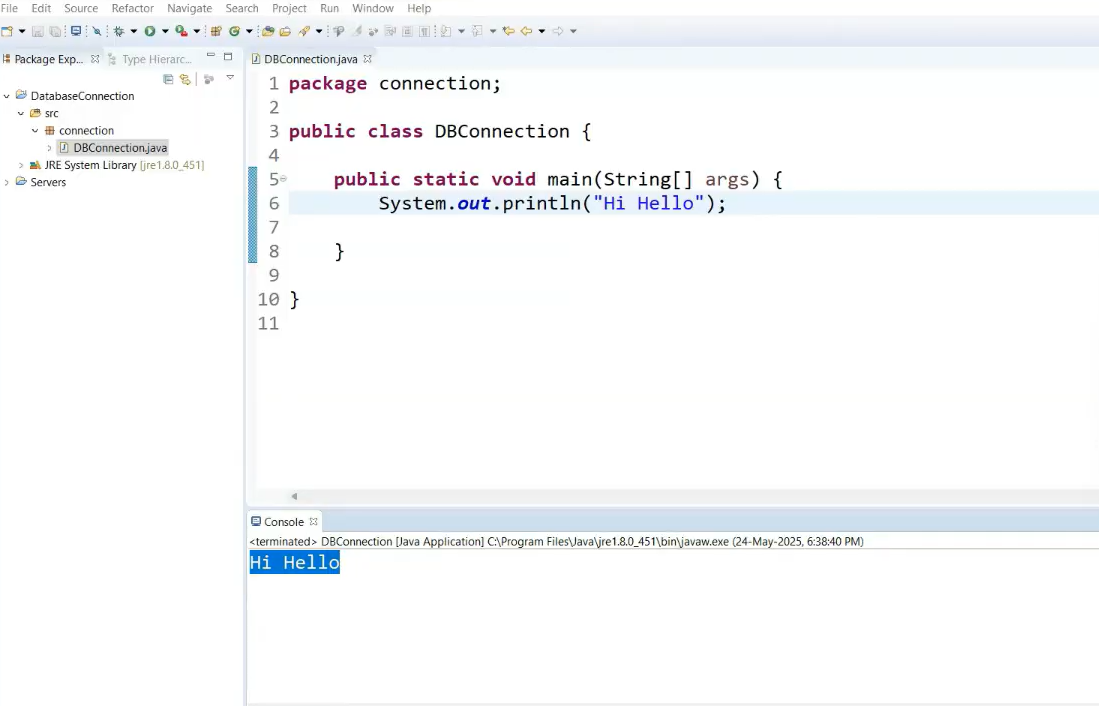 File Edit Source Refactor Navigate Search Project Run Window Help
Package Exp... Type Hierarc...
DatabaseConnection
src
connection
DBConnection.java
JRE System Library [jre1.8.0_451]
Servers
DBConnection.java
1 package connection;
2
3 public class DBConnection {
4
5 public static void main(String[] args) {
6 System.out.println("Hi Hello");
7
8 }
9
10 }
11
Console
<terminated> DBConnection [Java Application] C:\Program Files\Java\jre1.8.0_451\bin\javaw.exe (24-May-2025, 6:38:40 PM)
Hi Hello